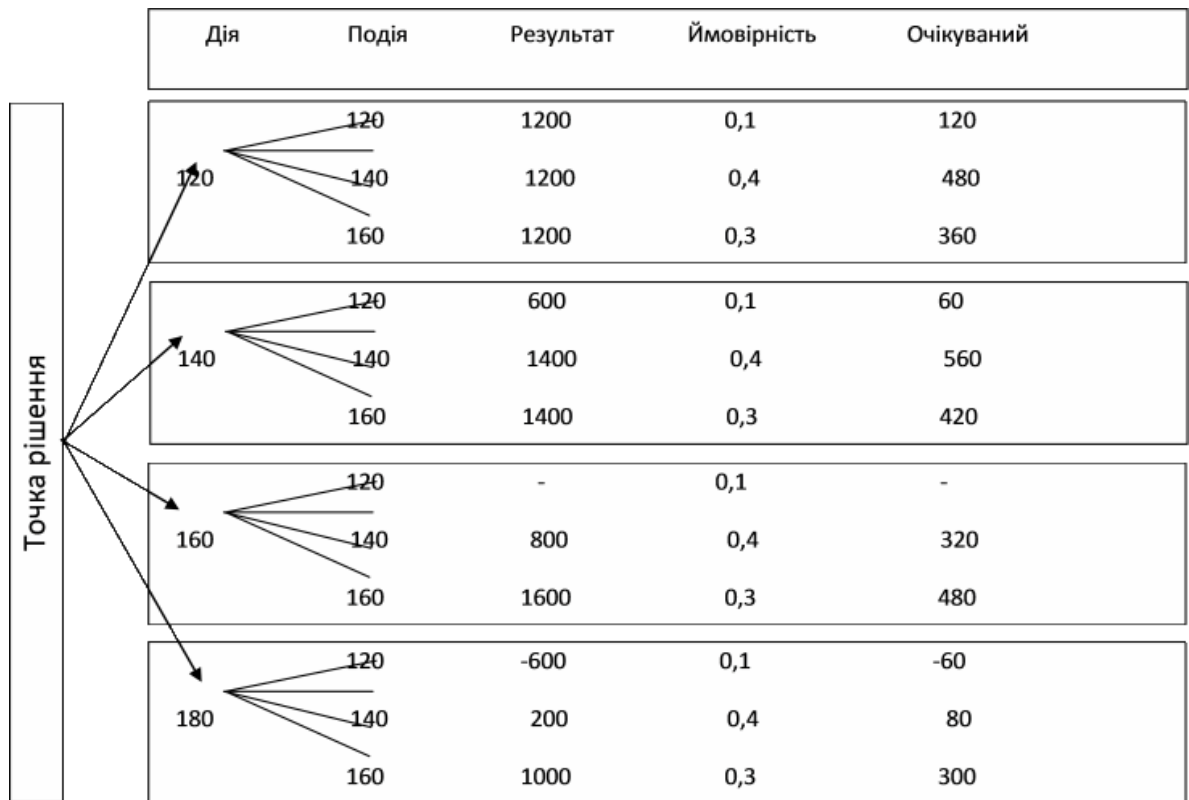 Дія Подія Результат Ймовірність Очікуваний
Точка рішення
120 1200 0,1 120
120 140 1200 0,4 480
160 1200 0,3 360
120 600 0,1 60
140 140 1400 0,4 560
160 1400 0,3 420
120 - 0,1 -
160 140 800 0,4 320
160 1600 0,3 480
120 -600 0,1 -60
180 140 200 0,4 80
160 1000 0,3 300